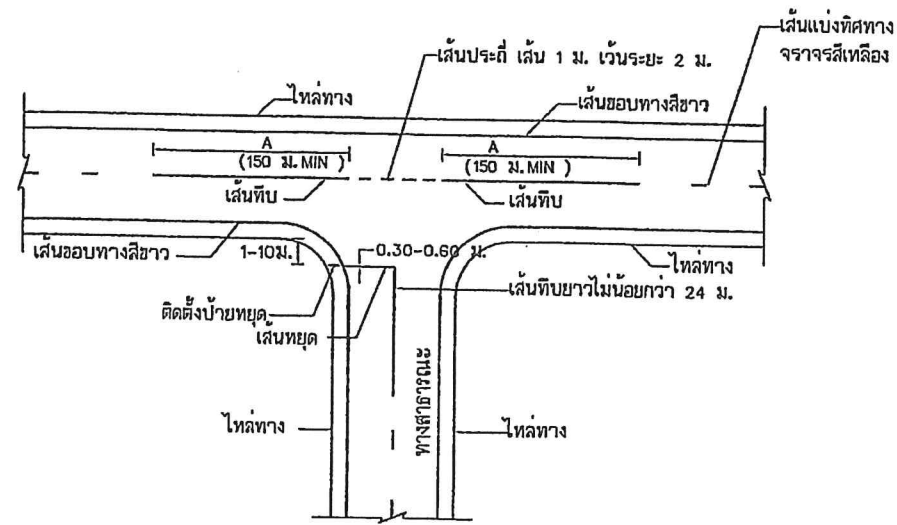 เส้นแบ่งทิศทาง
จราจรสีเหลือง
เส้นประถี่ เส้น 1 ม. เว้นระยะ 2 ม.
ไหล่ทาง
เส้นขอบทางสีขาว
A
(150 ม.MIN )
A
(150 ม.MIN )
เส้นทึบ
เส้นทึบ
เส้นขอบทางสีขาว
1-10ม.
0.30-0.60 ม.
ไหล่ทาง
เส้นทึบยาวไม่น้อยกว่า 24 ม.
ติดตั้งป้ายหยุด
เส้นหยุด
ทางสาธารณะ
ไหล่ทาง
ไหล่ทาง